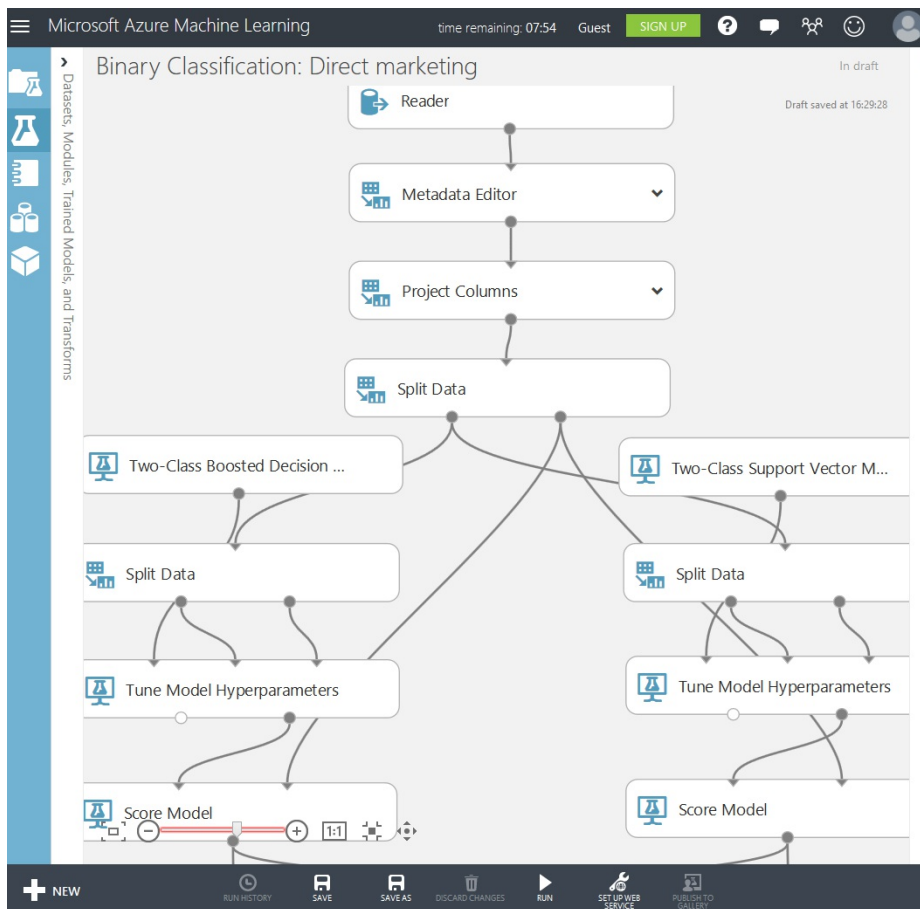 Microsoft Azure Machine Learning
time remaining: 07:54
Guest
SIGN UP
?
Datasets, Modules, Trained Models, and Transforms
Binary Classification: Direct marketing
In draft
Draft saved at 16:29:28
Reader
Metadata Editor
Project Columns
Split Data
Two-Class Boosted Decision ...
Two-Class Support Vector M...
Split Data
Split Data
Tune Model Hyperparameters
Tune Model Hyperparameters
Score Model
Score Model
1:1
NEW
RUN HISTORY
SAVE
SAVE AS
DISCARD CHANGES
RUN
SET UP WEB
SERVICE
PUBLISH TO
GALLERY